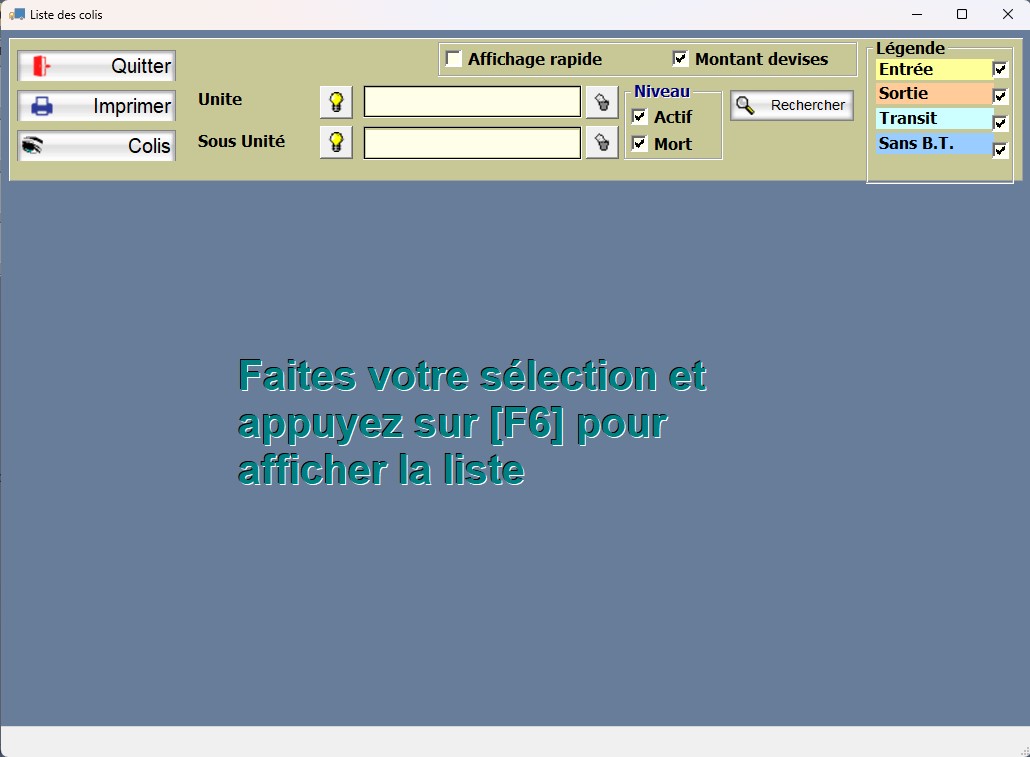 Liste des colis
Quitter
Imprimer
Colis
Unite
Sous Unité
Affichage rapide
Montant devises
Niveau
Actif
Mort
Rechercher
Légende
Entrée
Sortie
Transit
Sans B.T.
Faites votre sélection et
appuyez sur [F6] pour
afficher la liste